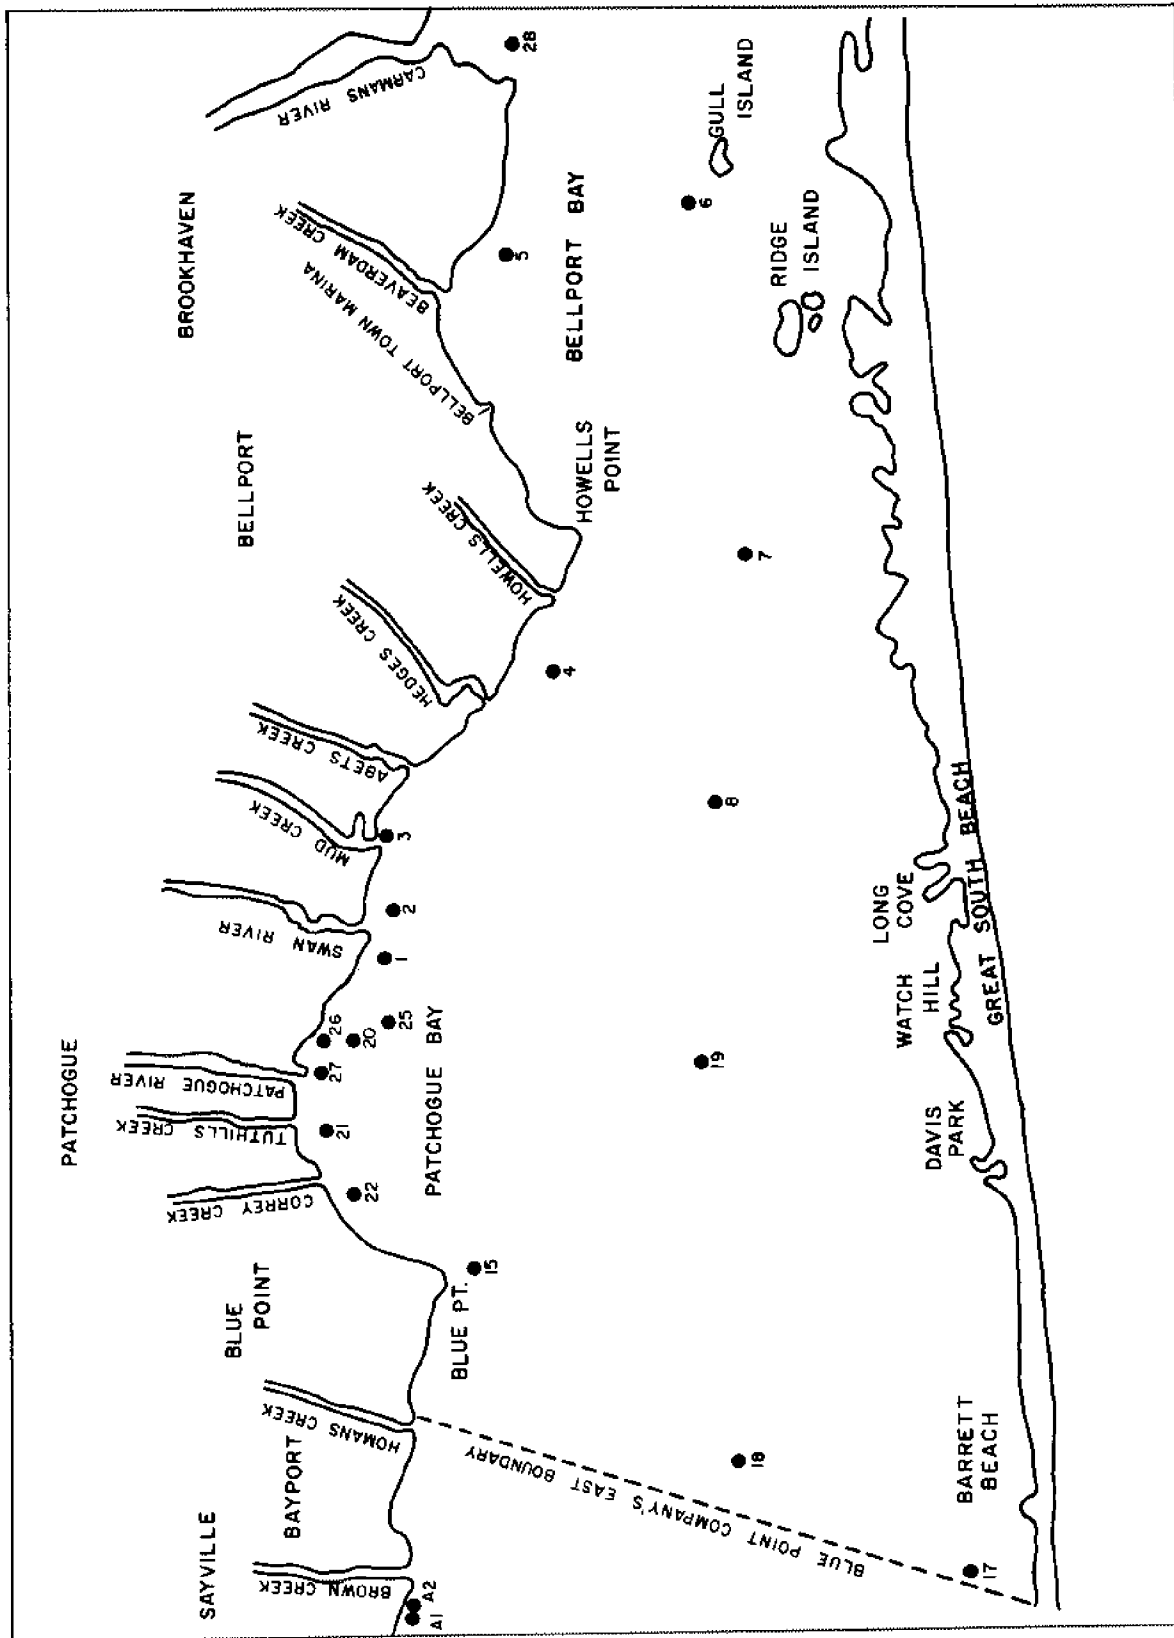 SAYVILLE
BAYPORT
BROWN CREEK
A1
A2
HOMANS CREEK
BLUE
POINT
BLUE PT.
15
BLUE POINT COMPANY'S EAST BOUNDARY
18
17
BARRETT
BEACH
PATCHOGUE
CORREY CREEK
TUTHILLS CREEK
PATCHOGUE RIVER
22
21
27
26
20
25
PATCHOGUE BAY
19
DAVIS
PARK
WATCH
HILL
LONG
COVE
GREAT SOUTH BEACH
SWAN RIVER
1
2
MUD CREEK
3
ABETS CREEK
HEDGES CREEK
4
8
BELLPORT
HOWELLS CREEK
HOWELLS
POINT
7
BELLPORT TOWN MARINA
BROOKHAVEN
BEAVERDAM
CREEK
5
BELLPORT BAY
6
RIDGE
ISLAND
GULL
ISLAND
CARMANS RIVER
28